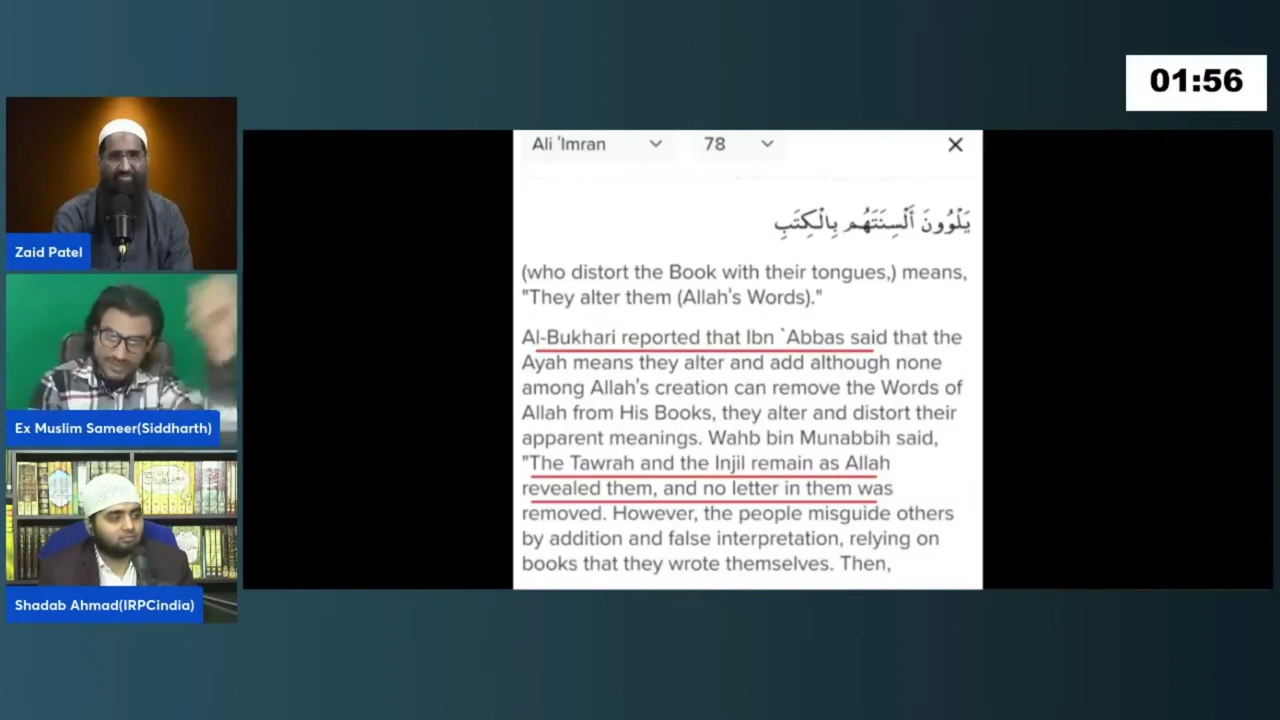 01:56
Ali 'Imran 78
يَلْوُونَ أَلْسِنَتَهُم بِالْكِتَبِ
(who distort the Book with their tongues,) means,
"They alter them (Allah's Words)."
Al-Bukhari reported that Ibn `Abbas said that the
Ayah means they alter and add although none
among Allah's creation can remove the Words of
Allah from His Books, they alter and distort their
apparent meanings. Wahb bin Munabbih said,
"The Tawrah and the Injil remain as Allah
revealed them, and no letter in them was
removed. However, the people misguide others
by addition and false interpretation, relying on
books that they wrote themselves. Then,
Zaid Patel
Ex Muslim Sameer(Siddharth)
Shadab Ahmad(IRPCindia)